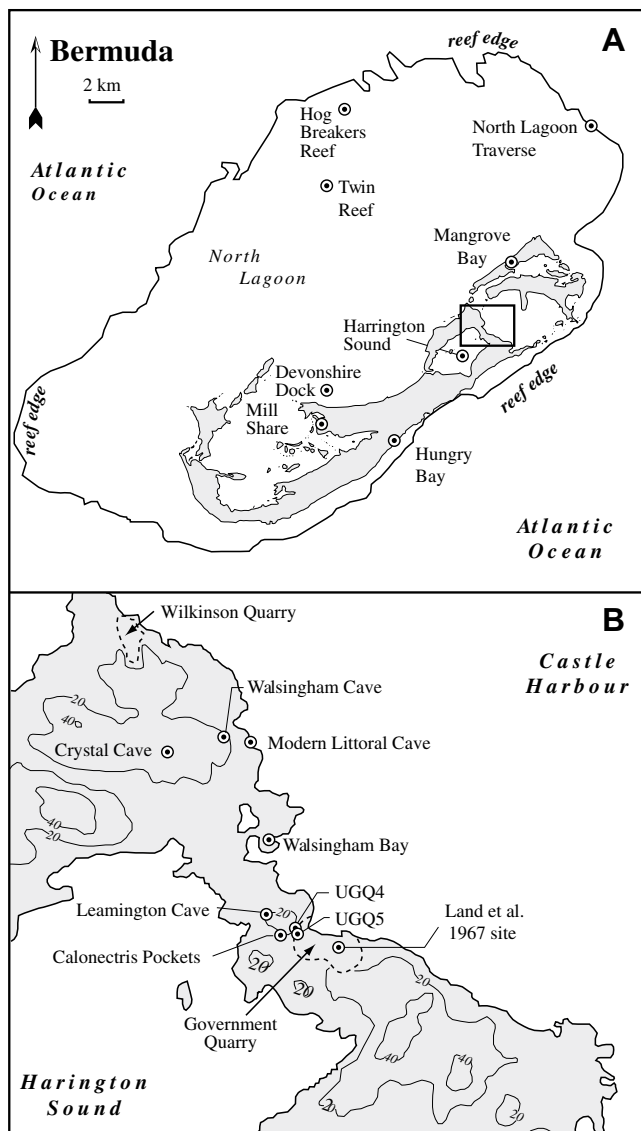 A
Bermuda
2 km
reef edge
Hog
Breakers
Reef
North Lagoon
Traverse
Atlantic
Ocean
Twin
Reef
Mangrove
Bay
North
Lagoon
Harrington
Sound
Devonshire
Dock
Mill
Share
reef edge
reef edge
Hungry
Bay
Atlantic
Ocean
B
Wilkinson Quarry
Castle
Harbour
Walsingham Cave
20
40
Crystal Cave
Modern Littoral Cave
40
20
Walsingham Bay
UGQ4
Leamington Cave
20
UGQ5
Land et al.
1967 site
Calonectris Pockets
20
20
20
Government
Quarry
40
40
Harington
Sound
20
20